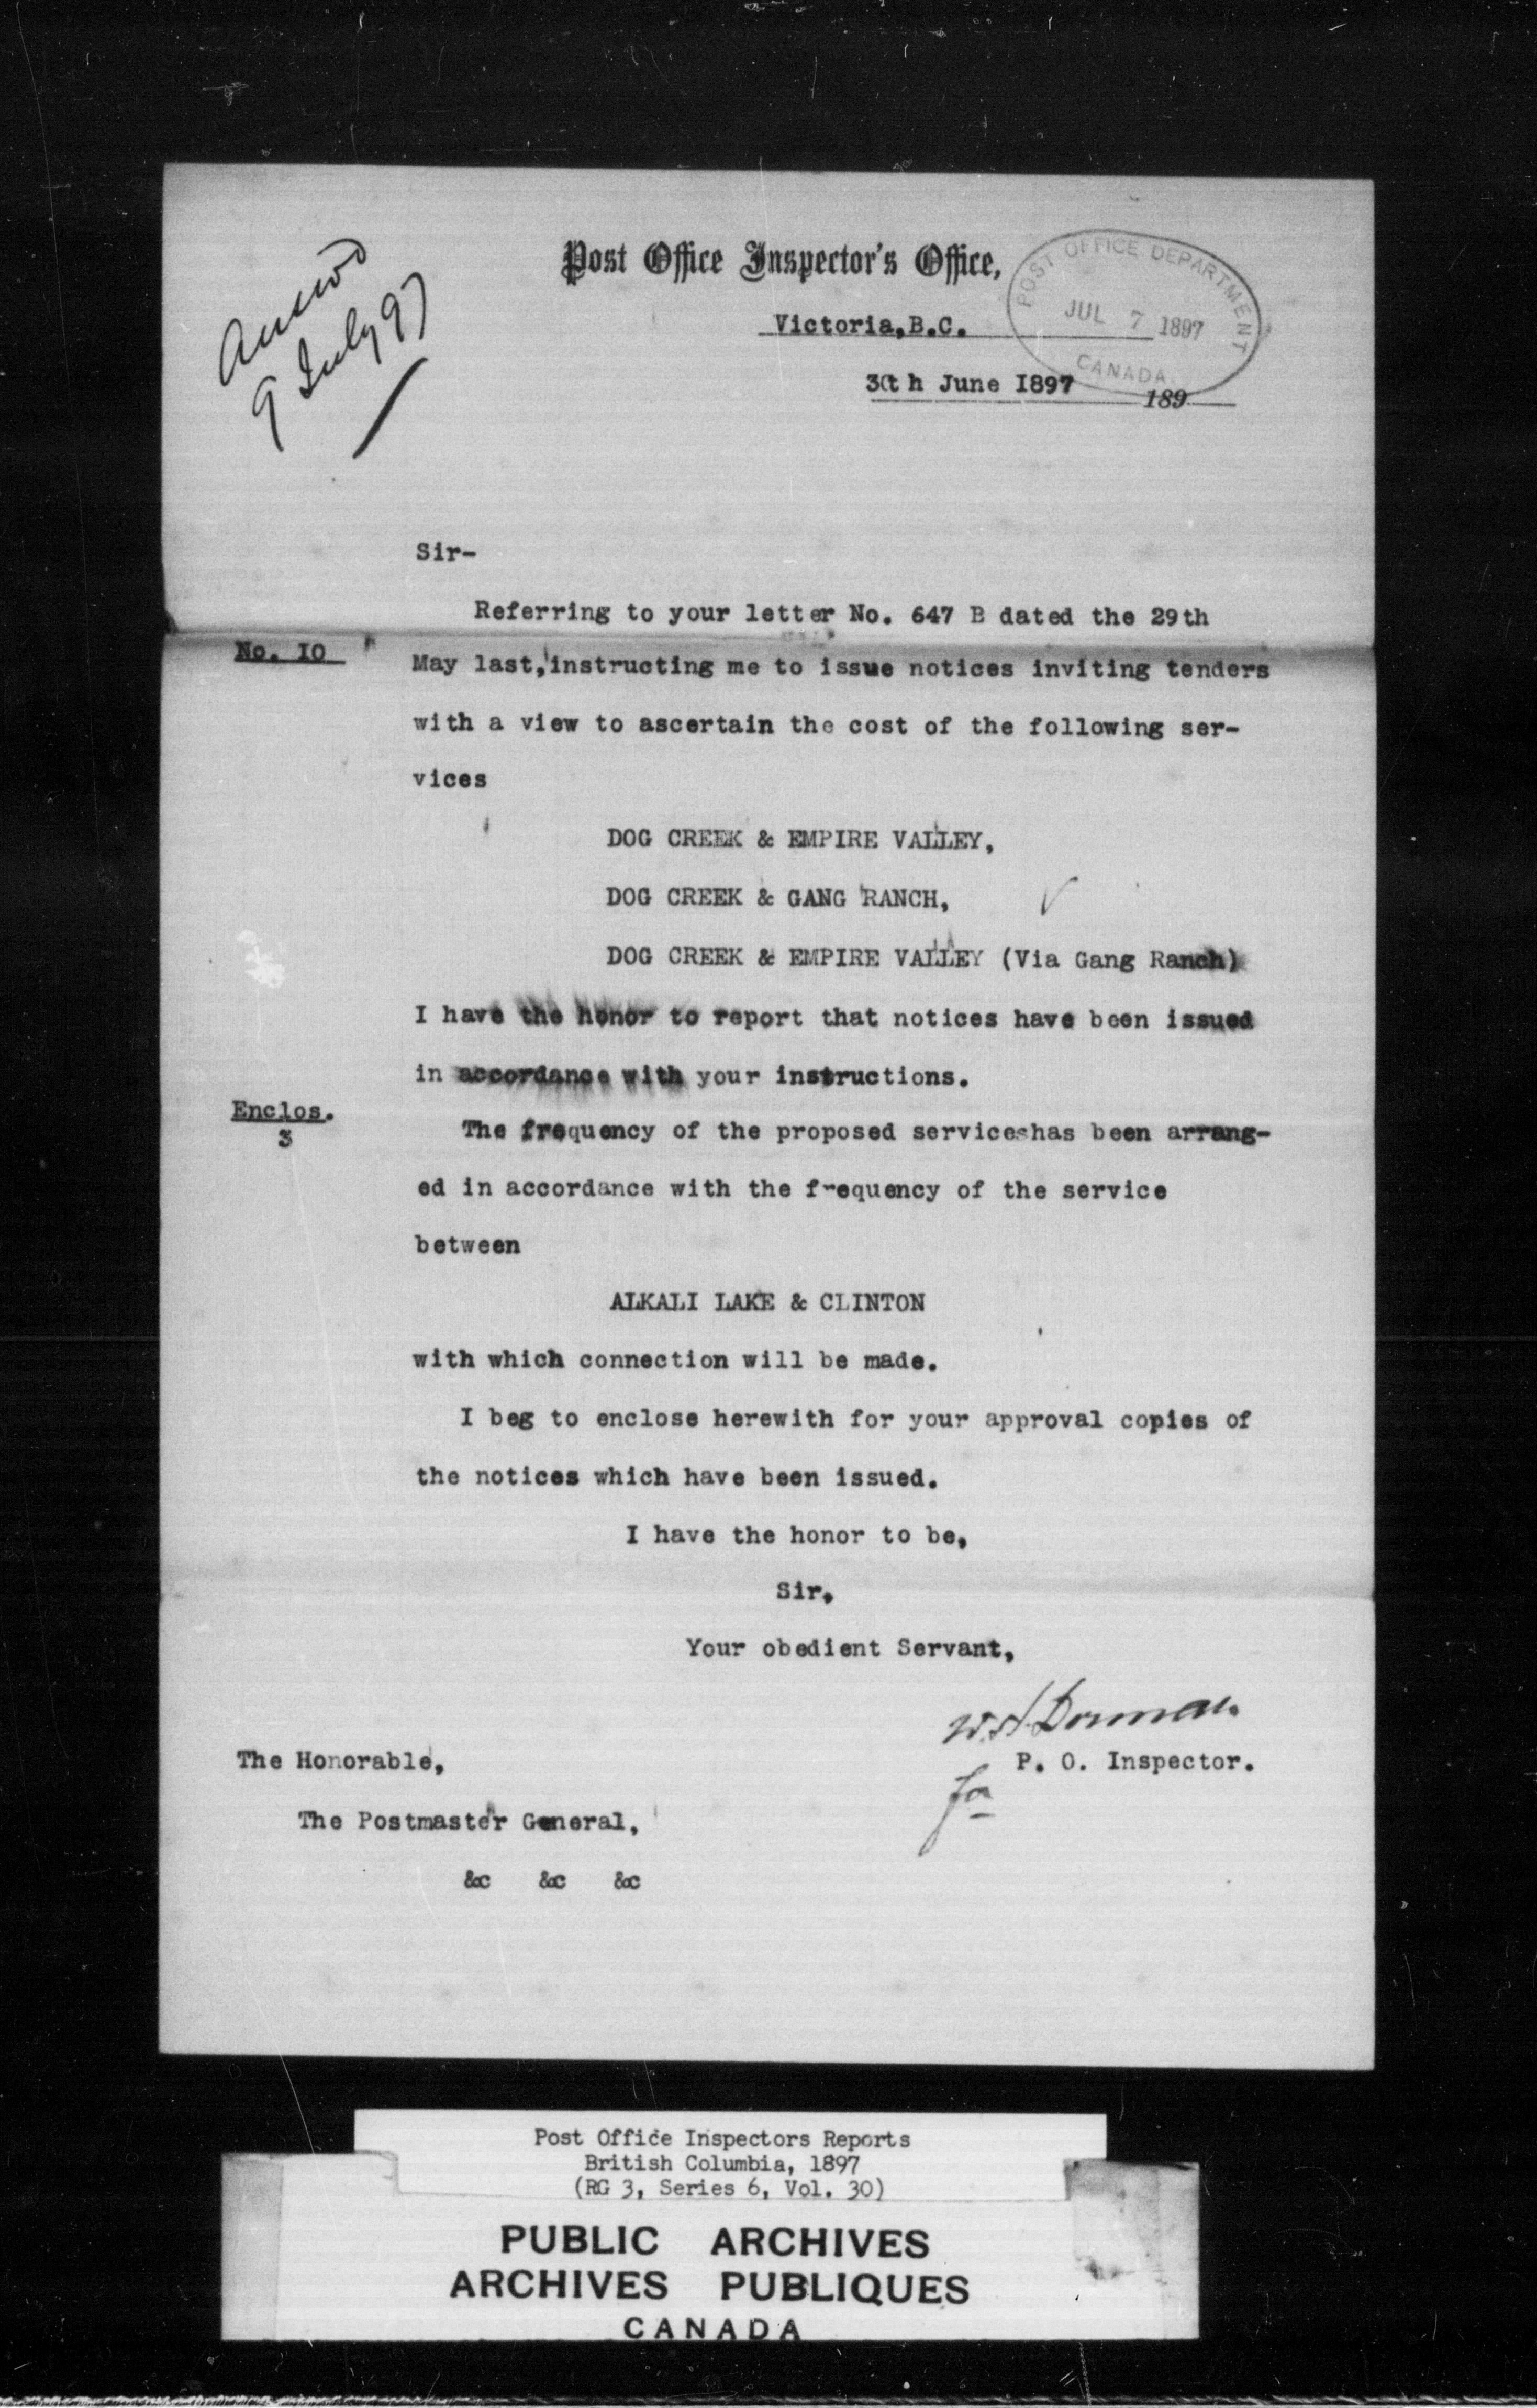 Answd
9 July 97
Post Office Inspector's Office,
POST OFFICE DEPARTMENT
JUL 7 1897
CANADA
Victoria,B.C.
30th June I897
189
Sir-
Referring to your letter No. 647 B dated the 29th
No. IO
May last, instructing me to issue notices inviting tenders
with a view to ascertain the cost of the following ser-
vices
DOG CREEK & EMPIRE VALLEY,
DOG CREEK & GANG RANCH,
DOG CREEK & EMPIRE VALLEY (Via Gang Ranch)
I have the honor to report that notices have been issued
in accordance with your instructions.
Enclos.
3
The frequency of the proposed services has been arrang-
ed in accordance with the frequency of the service
between
ALKALI LAKE & CLINTON
with which connection will be made.
I beg to enclose herewith for your approval copies of
the notices which have been issued.
I have the honor to be,
Sir,
Your obedient Servant,
W.H. Dorman
for
P. O. Inspector.
The Honorable,
The Postmaster General,
&c &c &c
Post Office Inspectors Reports
British Columbia, 1897
(RG 3, Series 6, Vol. 30)
PUBLIC ARCHIVES
ARCHIVES PUBLIQUES
CANADA